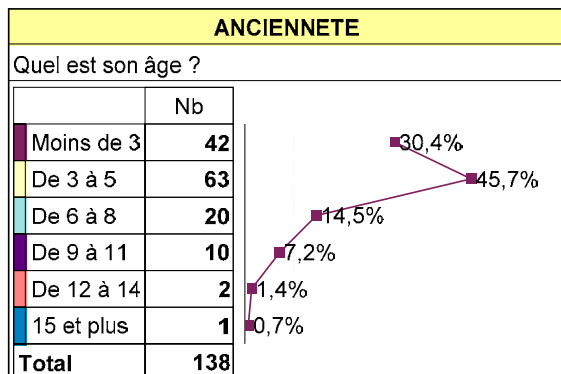 ANCIENNETE
Quel est son âge ?
Nb
Moins de 3 42 30,4%
De 3 à 5 63 45,7%
De 6 à 8 20 14,5%
De 9 à 11 10 7,2%
De 12 à 14 2 1,4%
15 et plus 1 0,7%
Total 138